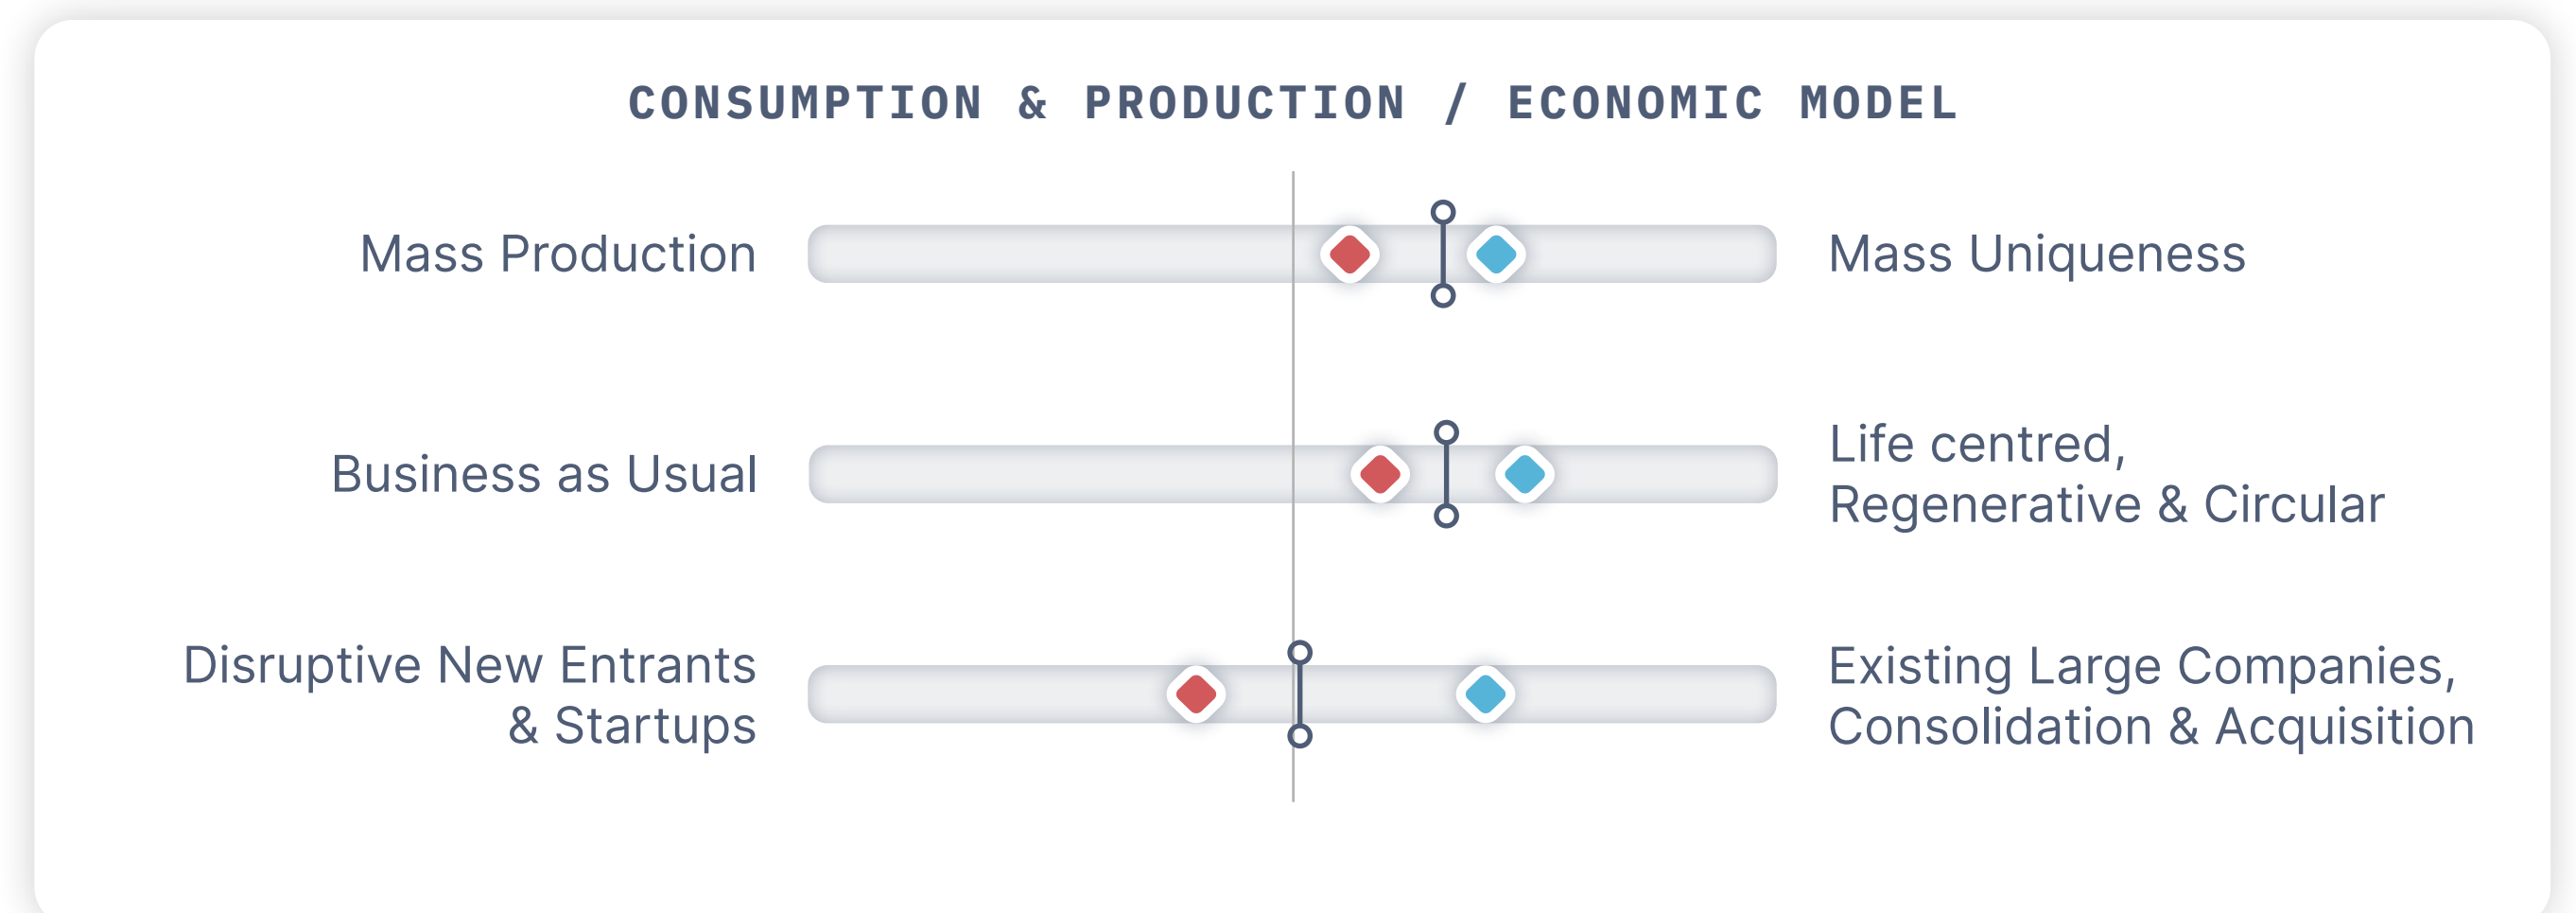 CONSUMPTION & PRODUCTION / ECONOMIC MODEL
Mass Production
Mass Uniqueness
Business as Usual
Life centred,
Regenerative & Circular
Disruptive New Entrants
& Startups
Existing Large Companies,
Consolidation & Acquisition